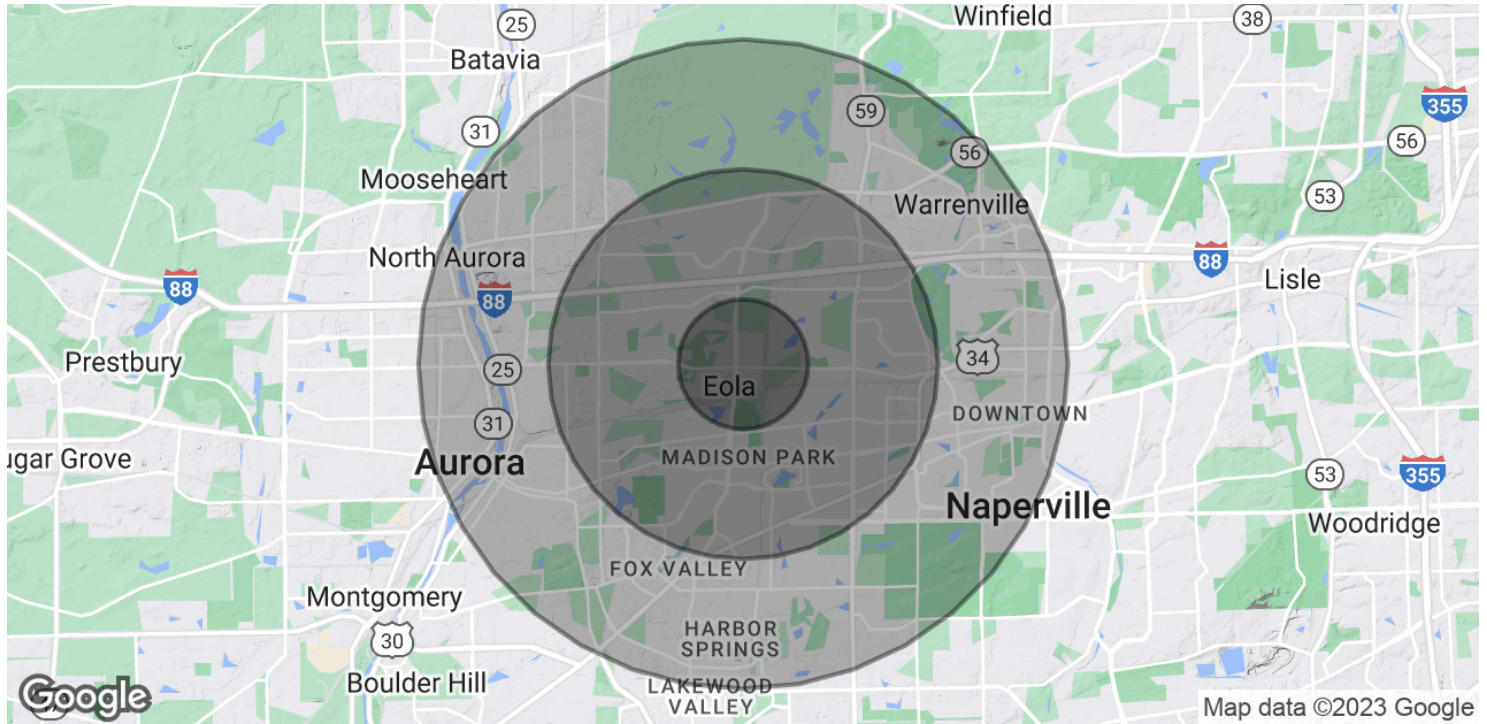 25
Winfield
38
Batavia
355
59
31
56
56
Mooseheart
53
Warrenville
North Aurora
88
88
88
Lisle
Prestbury
25
34
Eola
DOWNTOWN
31
ugar Grove
Aurora
MADISON PARK
53
355
Naperville
Woodridge
FOX VALLEY
Montgomery
30
HARBOR
SPRINGS
Boulder Hill
LAKEWOOD
VALLEY
Google
Map data ©2023 Google